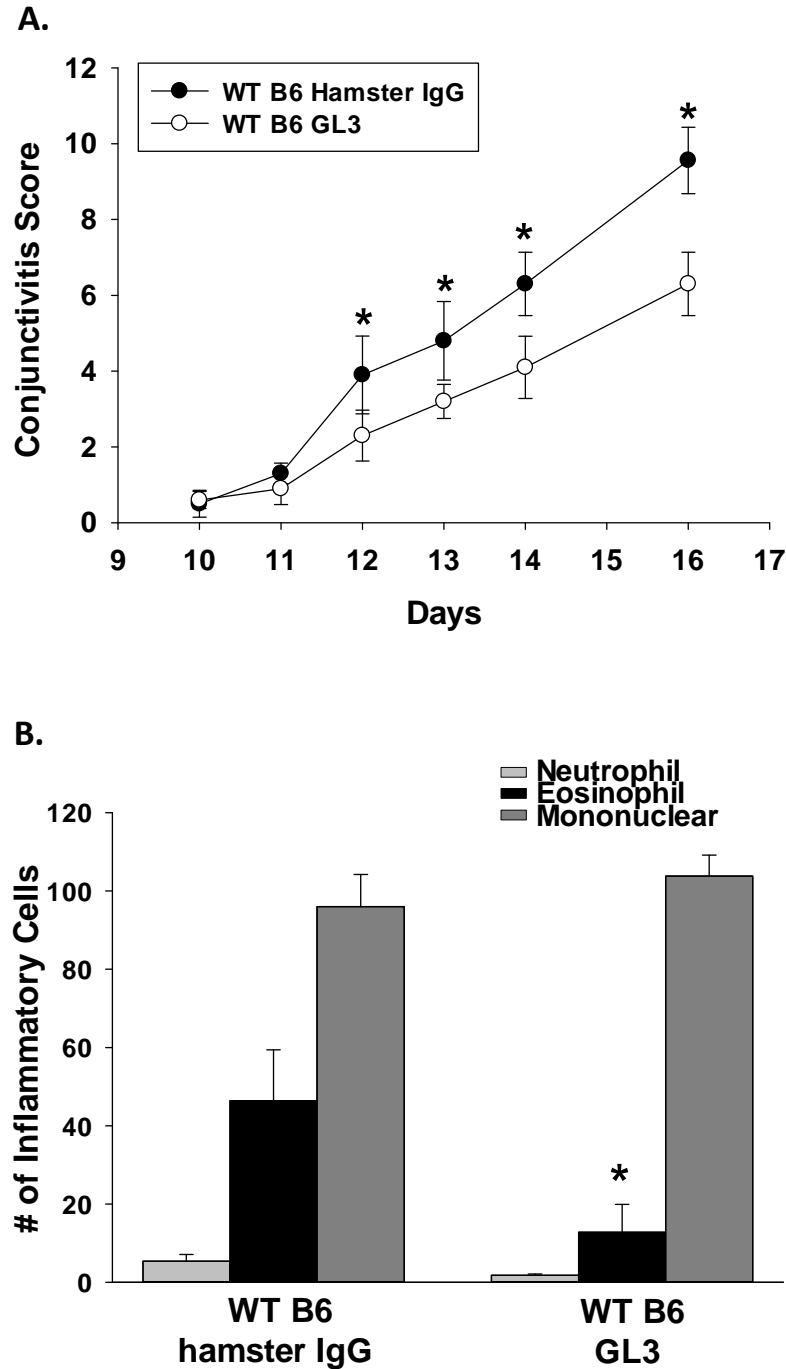 A.
12
10
8
6
4
2
0
Conjunctivitis Score
WT B6 Hamster IgG
WT B6 GL3
*
*
*
*
*
9 10 11 12 13 14 15 16 17
Days
B.
Neutrophil
Eosinophil
Mononuclear
120
100
80
60
40
20
0
# of Inflammatory Cells
*
WT B6
hamster IgG
WT B6
GL3